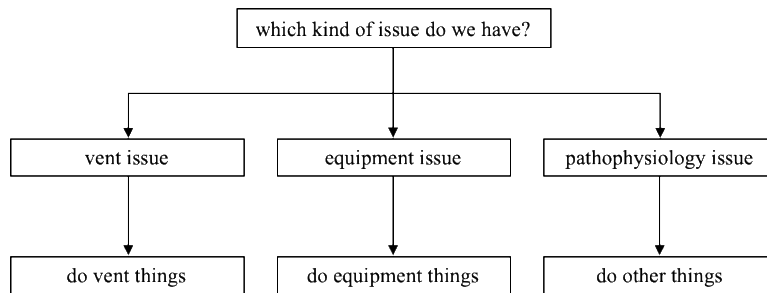 which kind of issue do we have?
vent issue
equipment issue
pathophysiology issue
do vent things
do equipment things
do other things